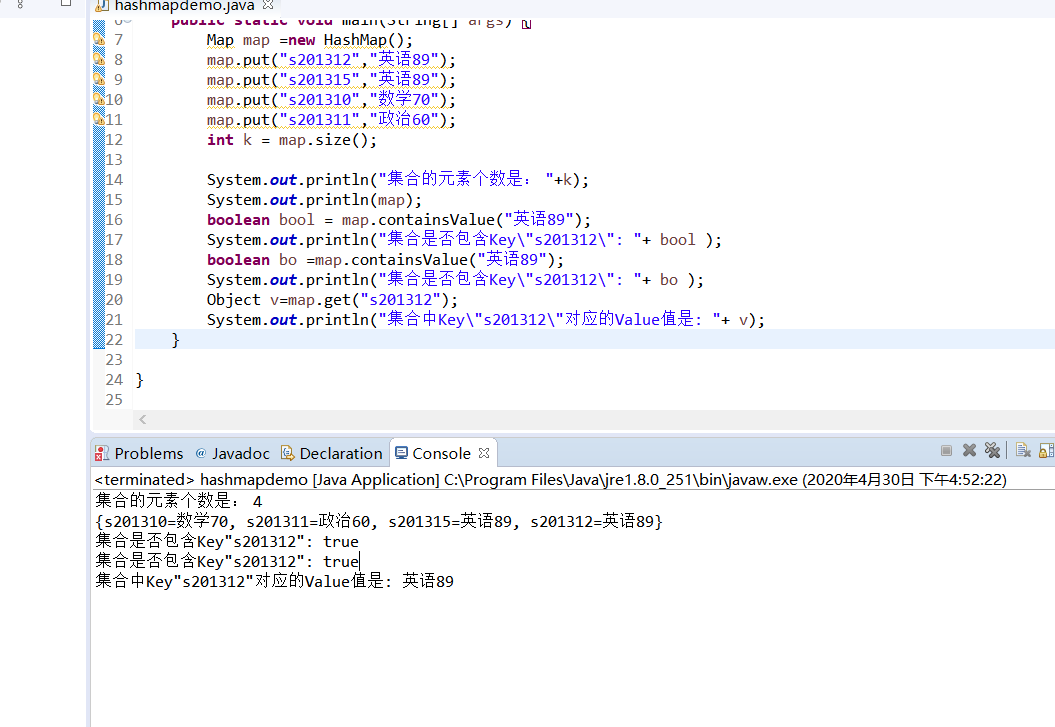 hashmapdemo.java
6 public static void main(String[] args) {
7 Map map =new HashMap();
8 map.put("s201312","英语89");
9 map.put("s201315","英语89");
10 map.put("s201310","数学70");
11 map.put("s201311","政治60");
12 int k = map.size();
13
14 System.out.println("集合的元素个数是： "+k);
15 System.out.println(map);
16 boolean bool = map.containsValue("英语89");
17 System.out.println("集合是否包含Key\"s201312\": "+ bool );
18 boolean bo =map.containsValue("英语89");
19 System.out.println("集合是否包含Key\"s201312\": "+ bo );
20 Object v=map.get("s201312");
21 System.out.println("集合中Key\"s201312\"对应的Value值是: "+ v);
22 }
23
24 }
25
Problems @ Javadoc Declaration Console
<terminated> hashmapdemo [Java Application] C:\Program Files\Java\jre1.8.0_251\bin\javaw.exe (2020年4月30日 下午4:52:22)
集合的元素个数是： 4
{s201310=数学70, s201311=政治60, s201315=英语89, s201312=英语89}
集合是否包含Key"s201312": true
集合是否包含Key"s201312": true
集合中Key"s201312"对应的Value值是: 英语89